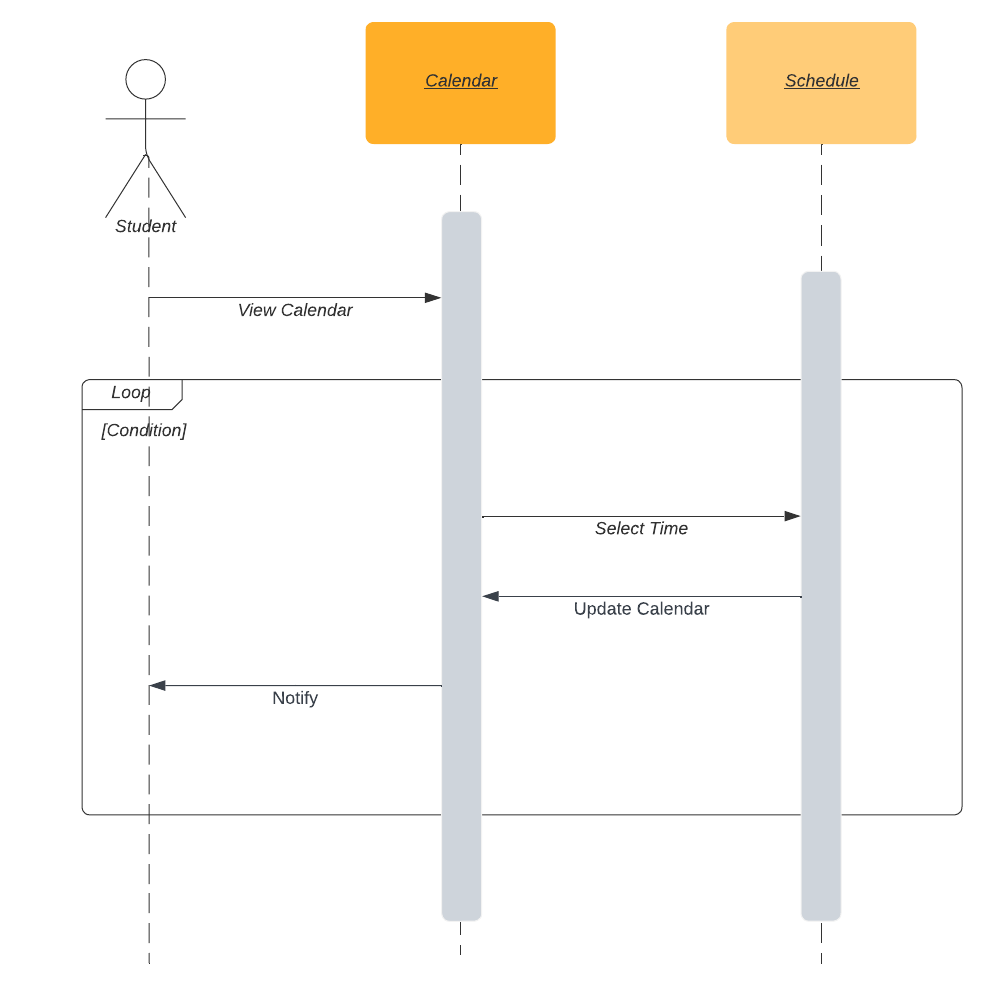 Calendar
Schedule
Student
View Calendar
Loop
[Condition]
Select Time
Update Calendar
Notify